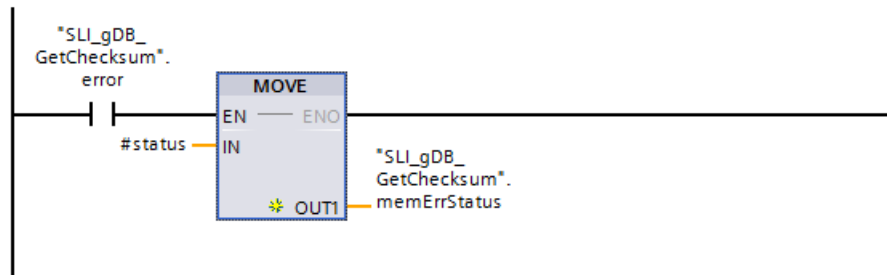 "SLI_gDB_
GetChecksum".
error
MOVE
EN
ENO
#status
IN
"SLI_gDB_
GetChecksum".
OUT1
memErrStatus